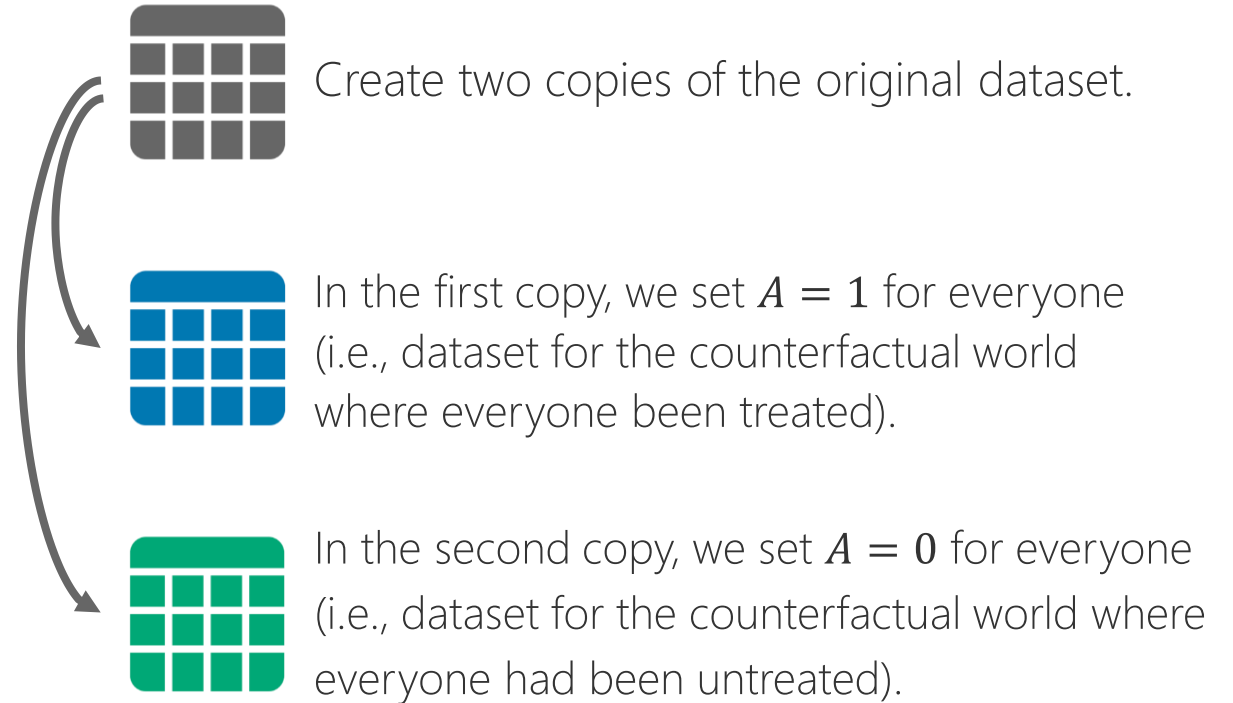 Create two copies of the original dataset.
In the first copy, we set A = 1 for everyone
(i.e., dataset for the counterfactual world
where everyone been treated).
In the second copy, we set A = 0 for everyone
(i.e., dataset for the counterfactual world where
everyone had been untreated).